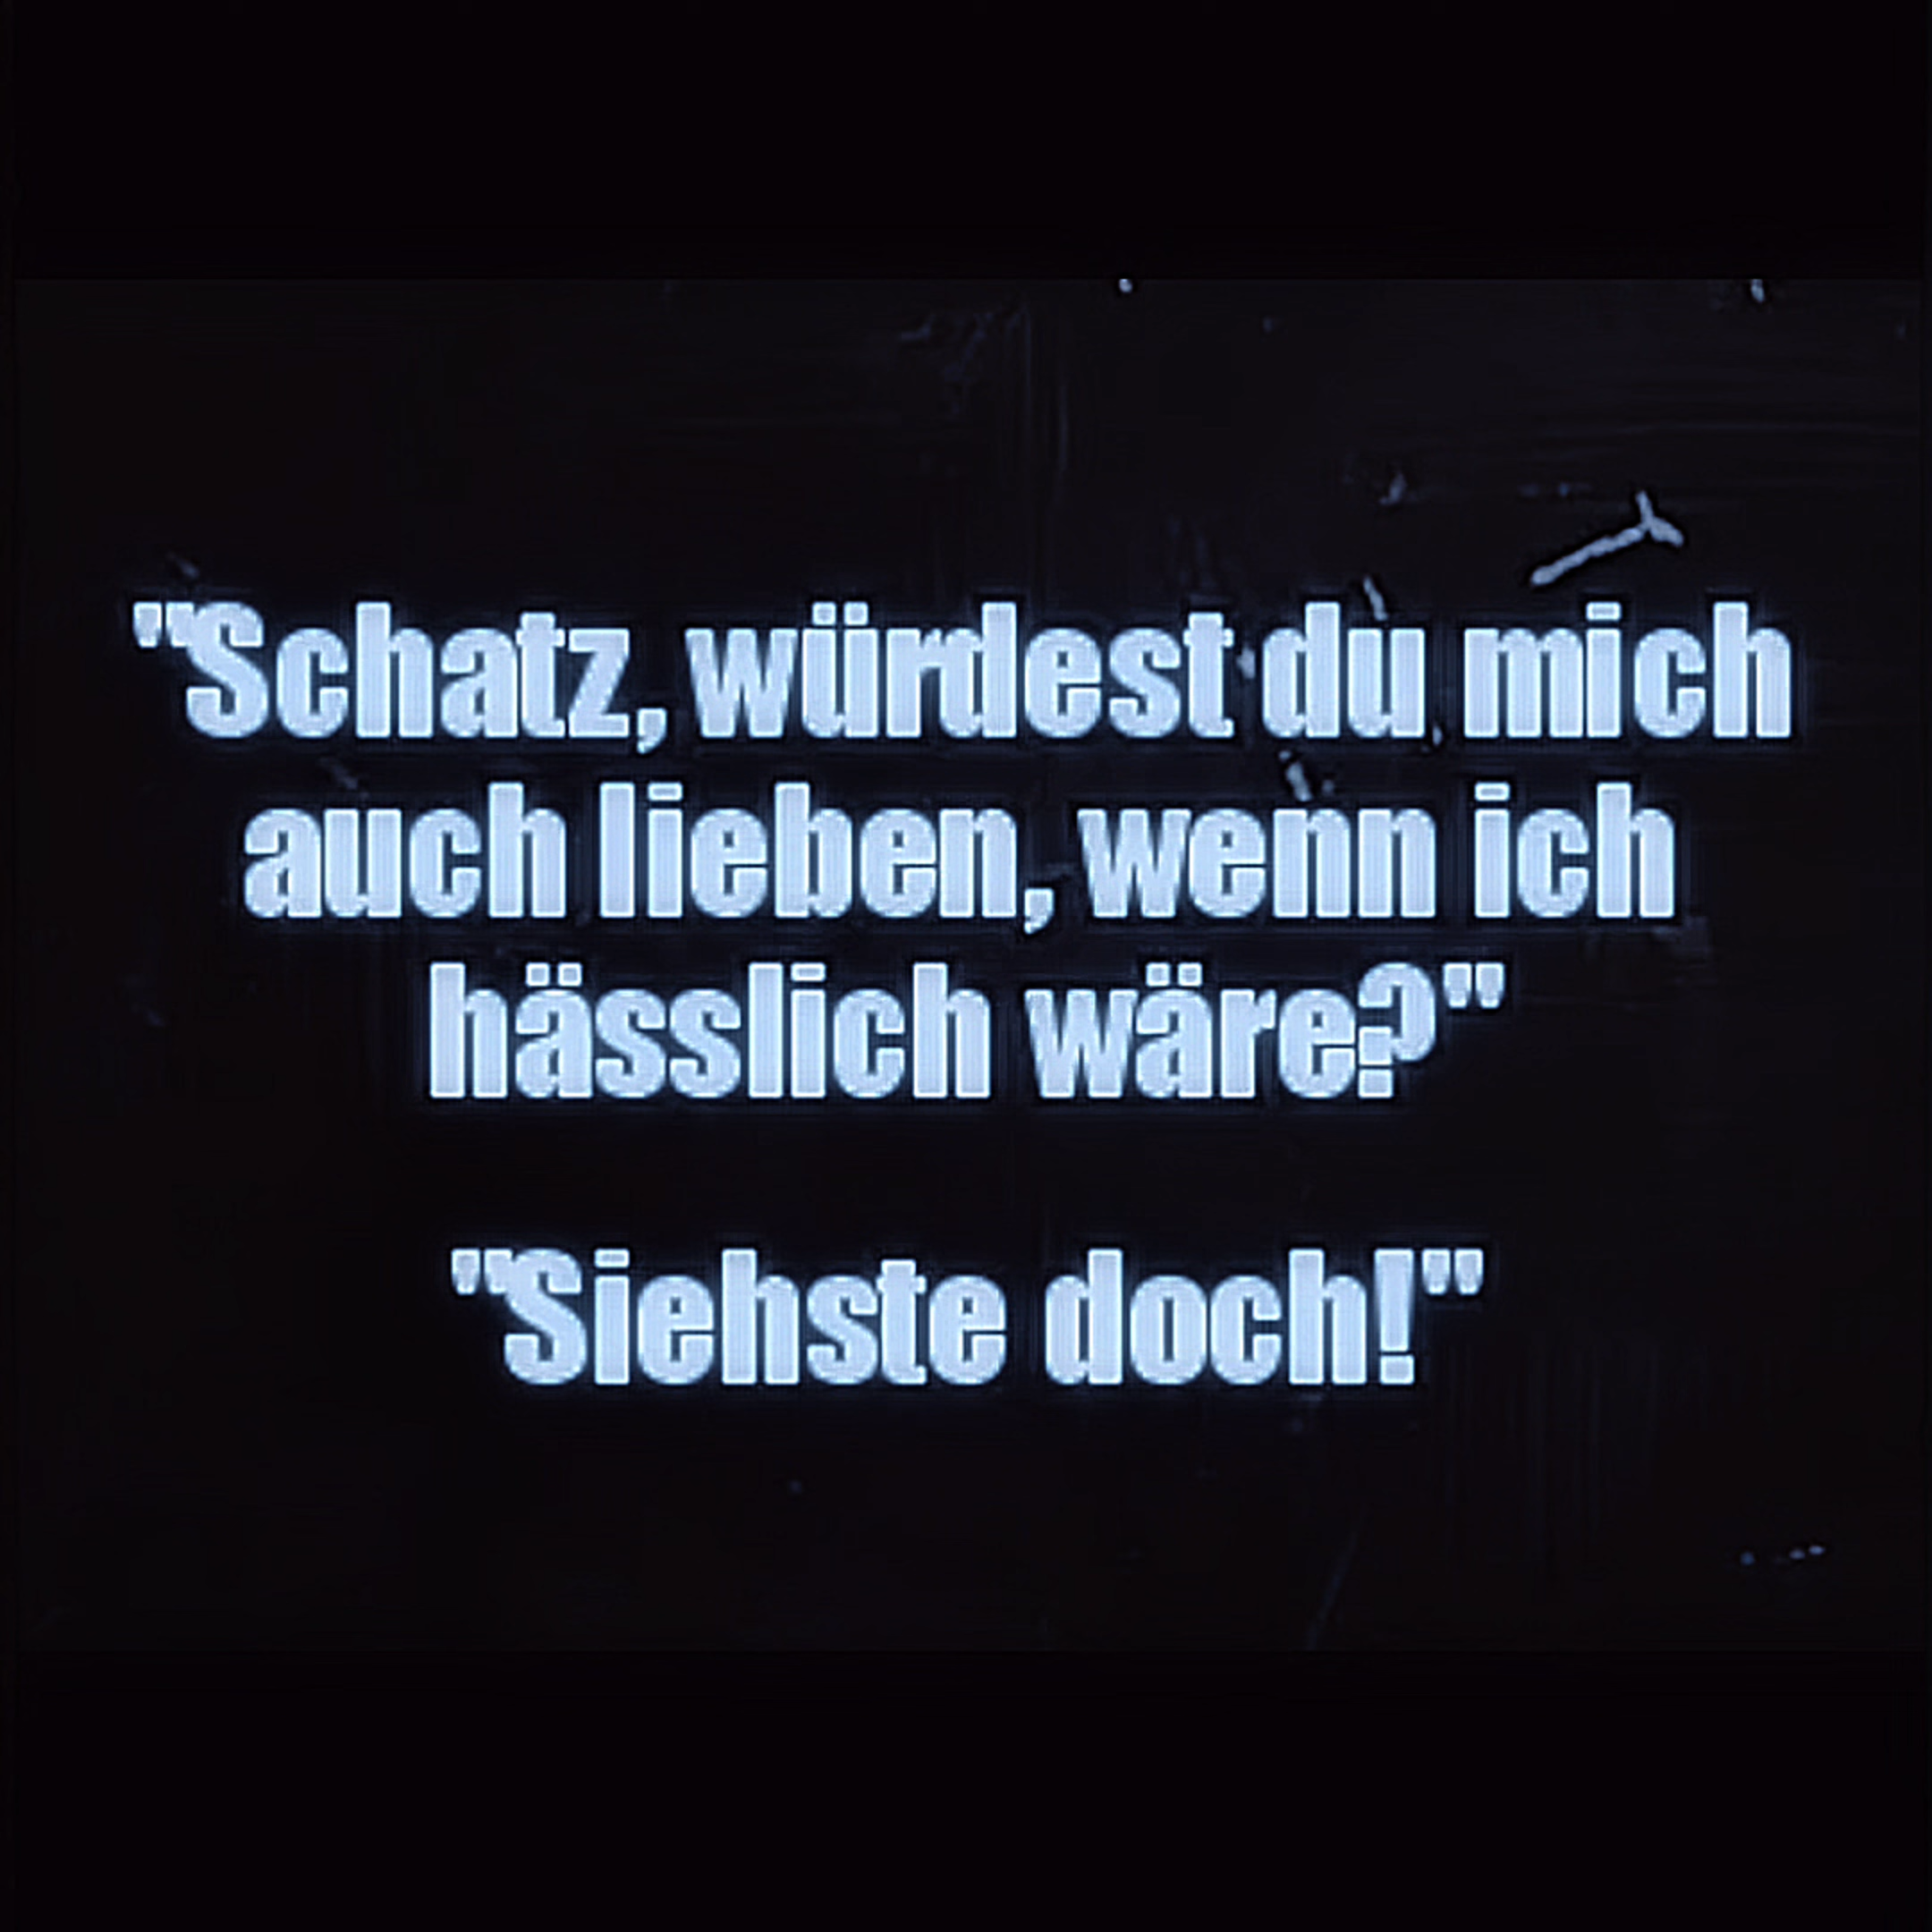 "Schatz, würdest du mich
auch lieben, wenn ich
hässlich wäre?"
"Siehste doch!"